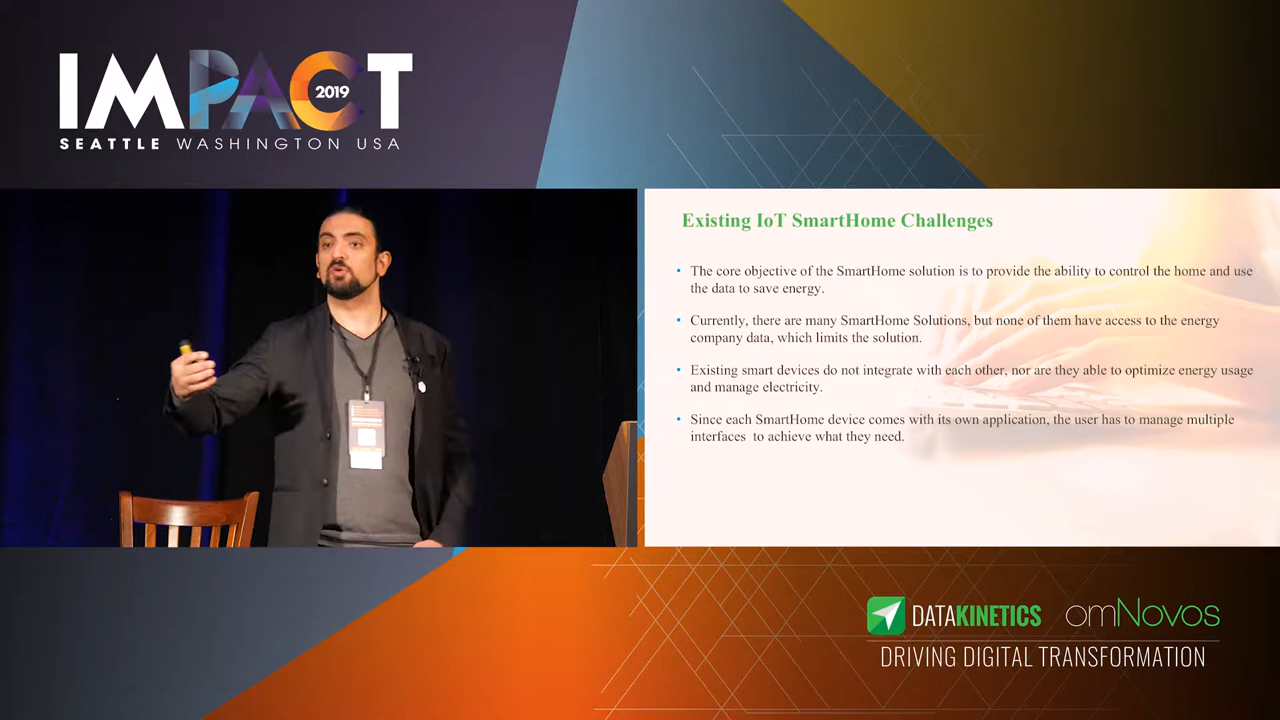 IMPACT
2019
SEATTLE WASHINGTON USA
Existing IoT SmartHome Challenges
• The core objective of the SmartHome solution is to provide the ability to control the home and use
the data to save energy.
• Currently, there are many SmartHome Solutions, but none of them have access to the energy
company data, which limits the solution.
• Existing smart devices do not integrate with each other, nor are they able to optimize energy usage
and manage electricity.
• Since each SmartHome device comes with its own application, the user has to manage multiple
interfaces  to achieve what they need.
DATAKINETICS omNovos
DRIVING DIGITAL TRANSFORMATION